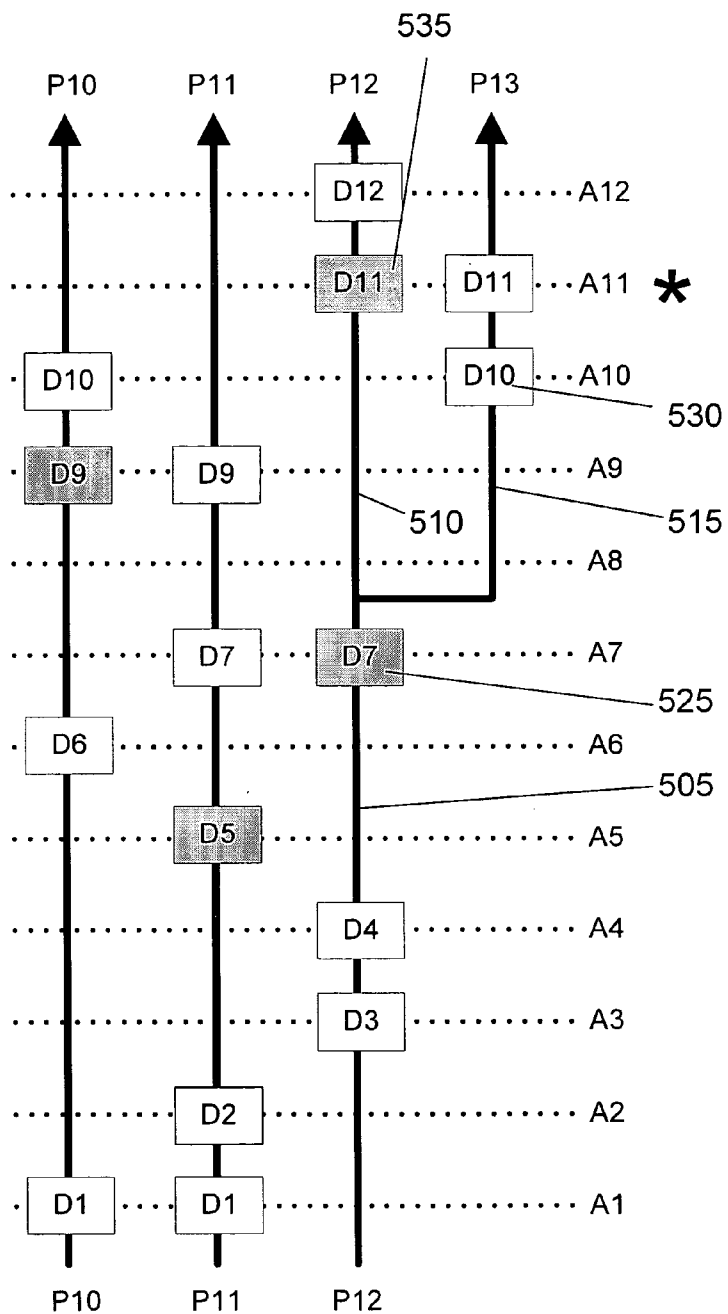 535
P10 P11 P12 P13
D12 A12
D11 D11 A11 *
D10 D10 A10
530
D9 D9 A9
510 515
A8
D7 D7 A7
525
D6 A6
505
D5 A5
D4 A4
D3 A3
D2 A2
D1 D1 A1
P10 P11 P12